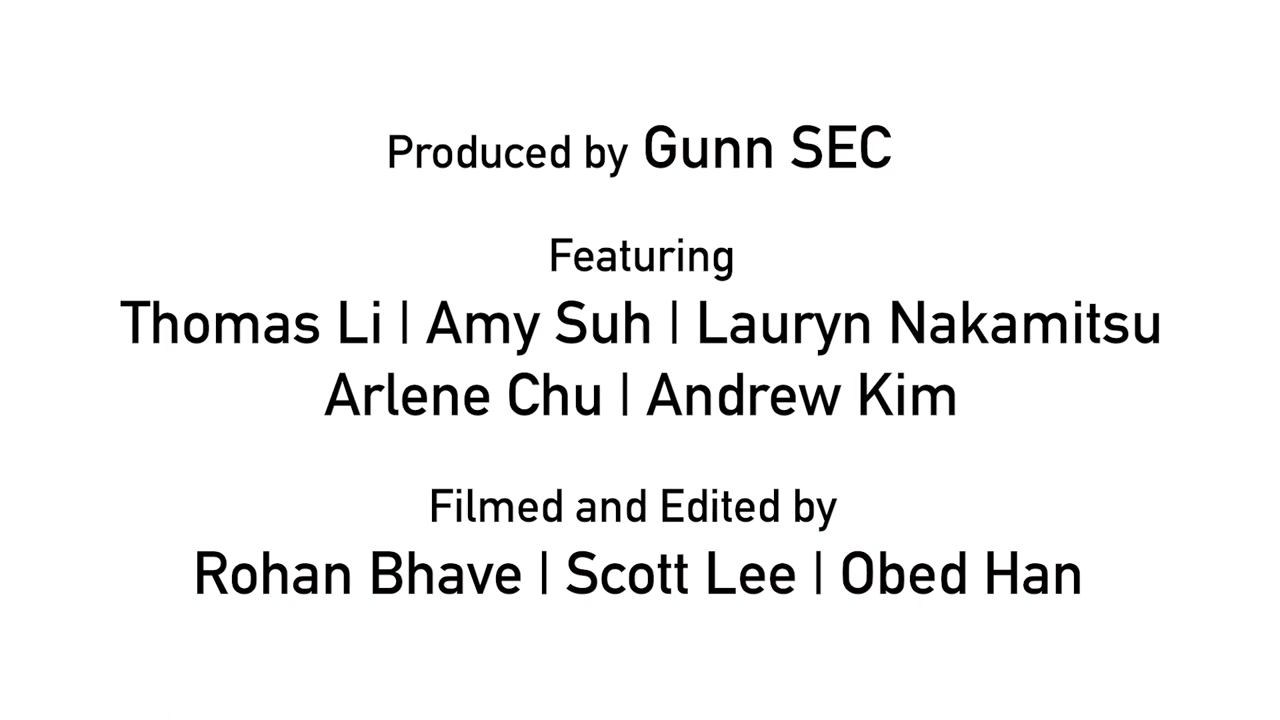 Produced by Gunn SEC
Featuring
Thomas Li | Amy Suh | Lauryn Nakamitsu
Arlene Chu | Andrew Kim
Filmed and Edited by
Rohan Bhave | Scott Lee | Obed Han